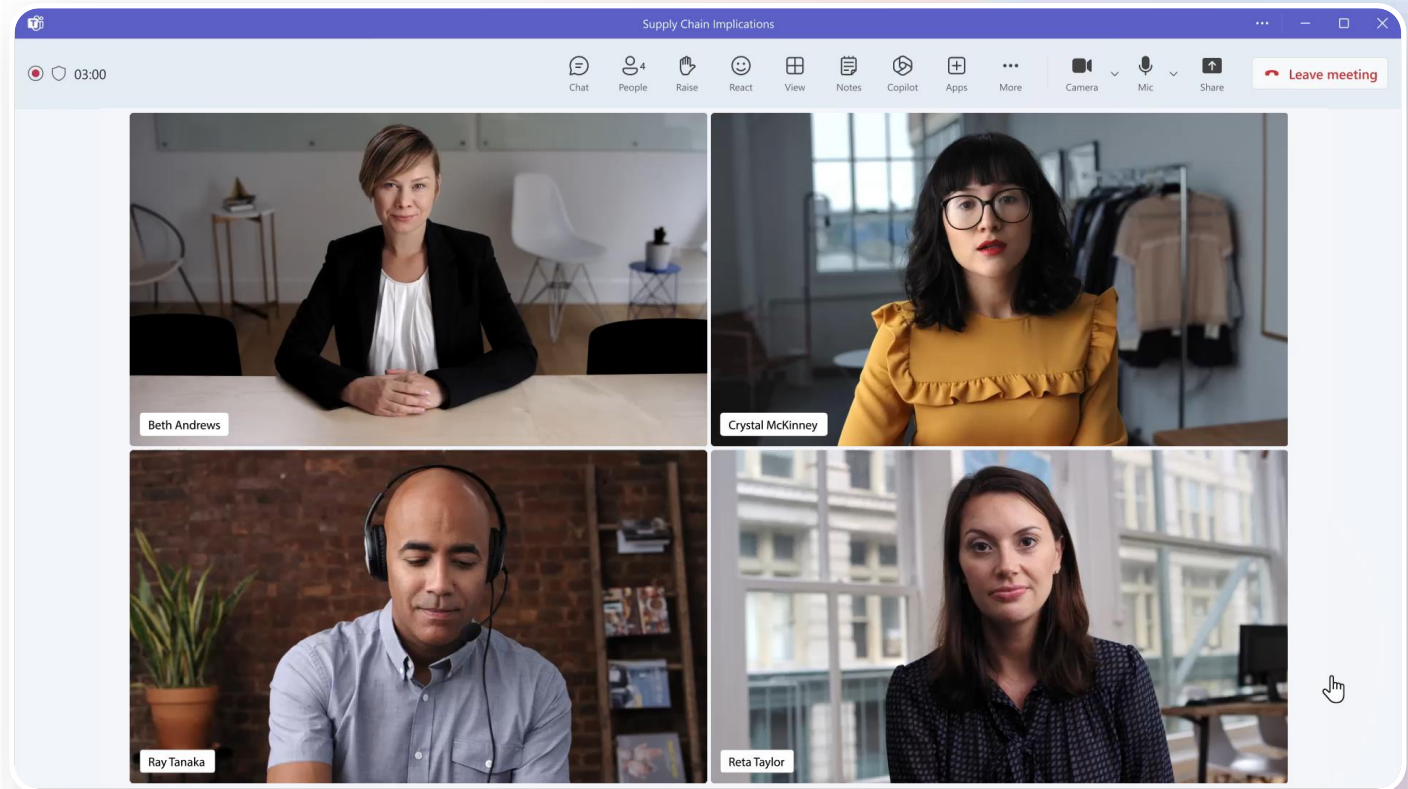 Supply Chain Implications
03:00
4
Chat
People
Raise
React
View
Notes
Copilot
Apps
More
Camera
Mic
Share
Leave meeting
Beth Andrews
Crystal McKinney
Ray Tanaka
Reta Taylor